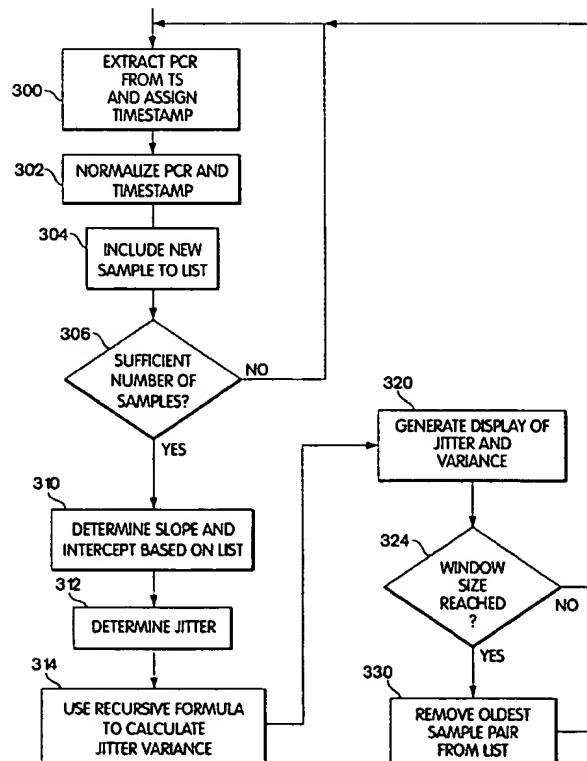 300
EXTRACT PCR
FROM TS
AND ASSIGN
TIMESTAMP
302
NORMALIZE PCR AND
TIMESTAMP
304
INCLUDE NEW
SAMPLE TO LIST
306
SUFFICIENT
NUMBER OF
SAMPLES?
NO
YES
310
DETERMINE SLOPE AND
INTERCEPT BASED ON LIST
312
DETERMINE JITTER
314
USE RECURSIVE FORMULA
TO CALCULATE
JITTER VARIANCE
320
GENERATE DISPLAY OF
JITTER AND
VARIANCE
324
WINDOW
SIZE
REACHED
?
NO
YES
330
REMOVE OLDEST
SAMPLE PAIR
FROM LIST